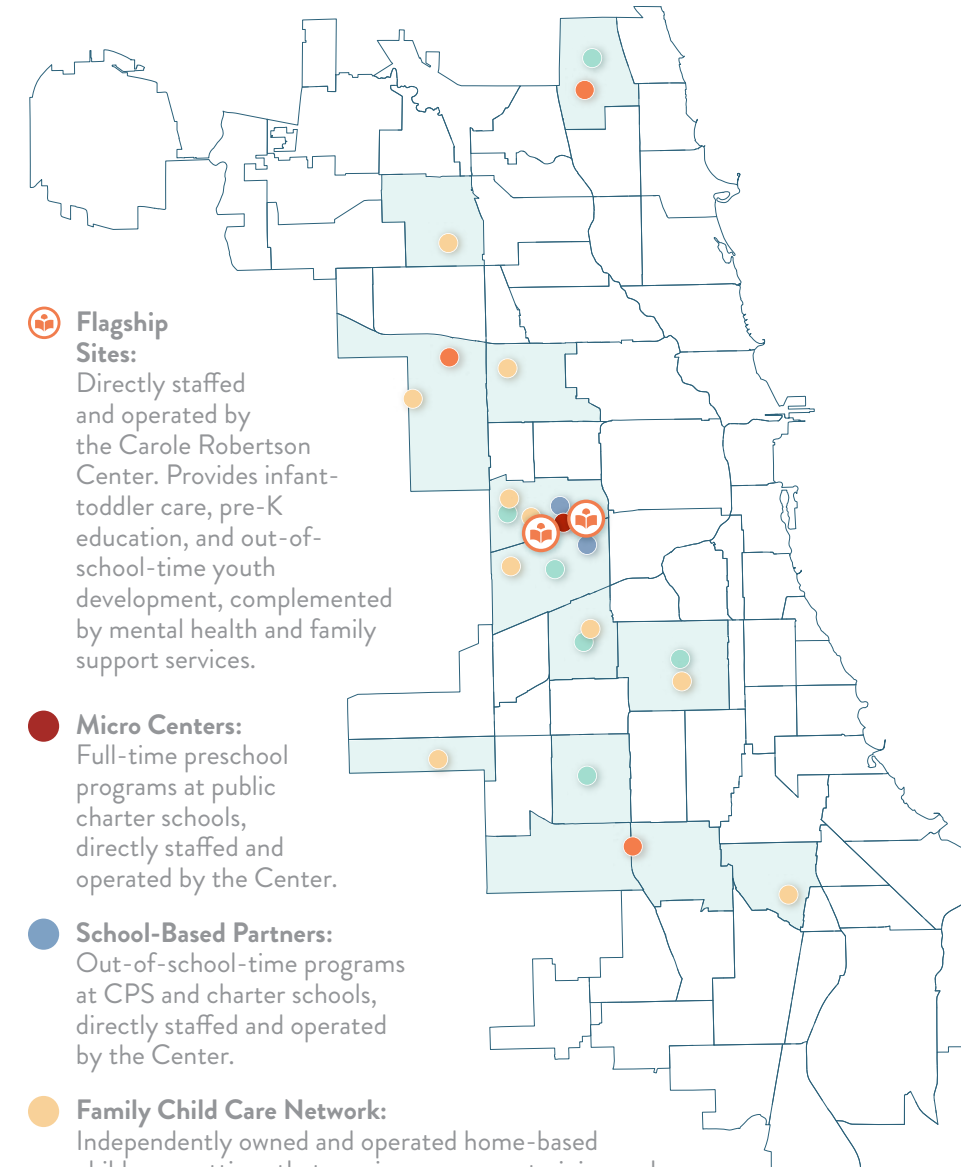 Flagship
Sites:
Directly staffed
and operated by
the Carole Robertson
Center. Provides infant-
toddler care, pre-K
education, and out-of-
school-time youth
development, complemented
by mental health and family
support services.
Micro Centers:
Full-time preschool
programs at public
charter schools,
directly staffed and
operated by the Center.
School-Based Partners:
Out-of-school-time programs
at CPS and charter schools,
directly staffed and operated
by the Center.
Family Child Care Network:
Independently owned and operated home-based